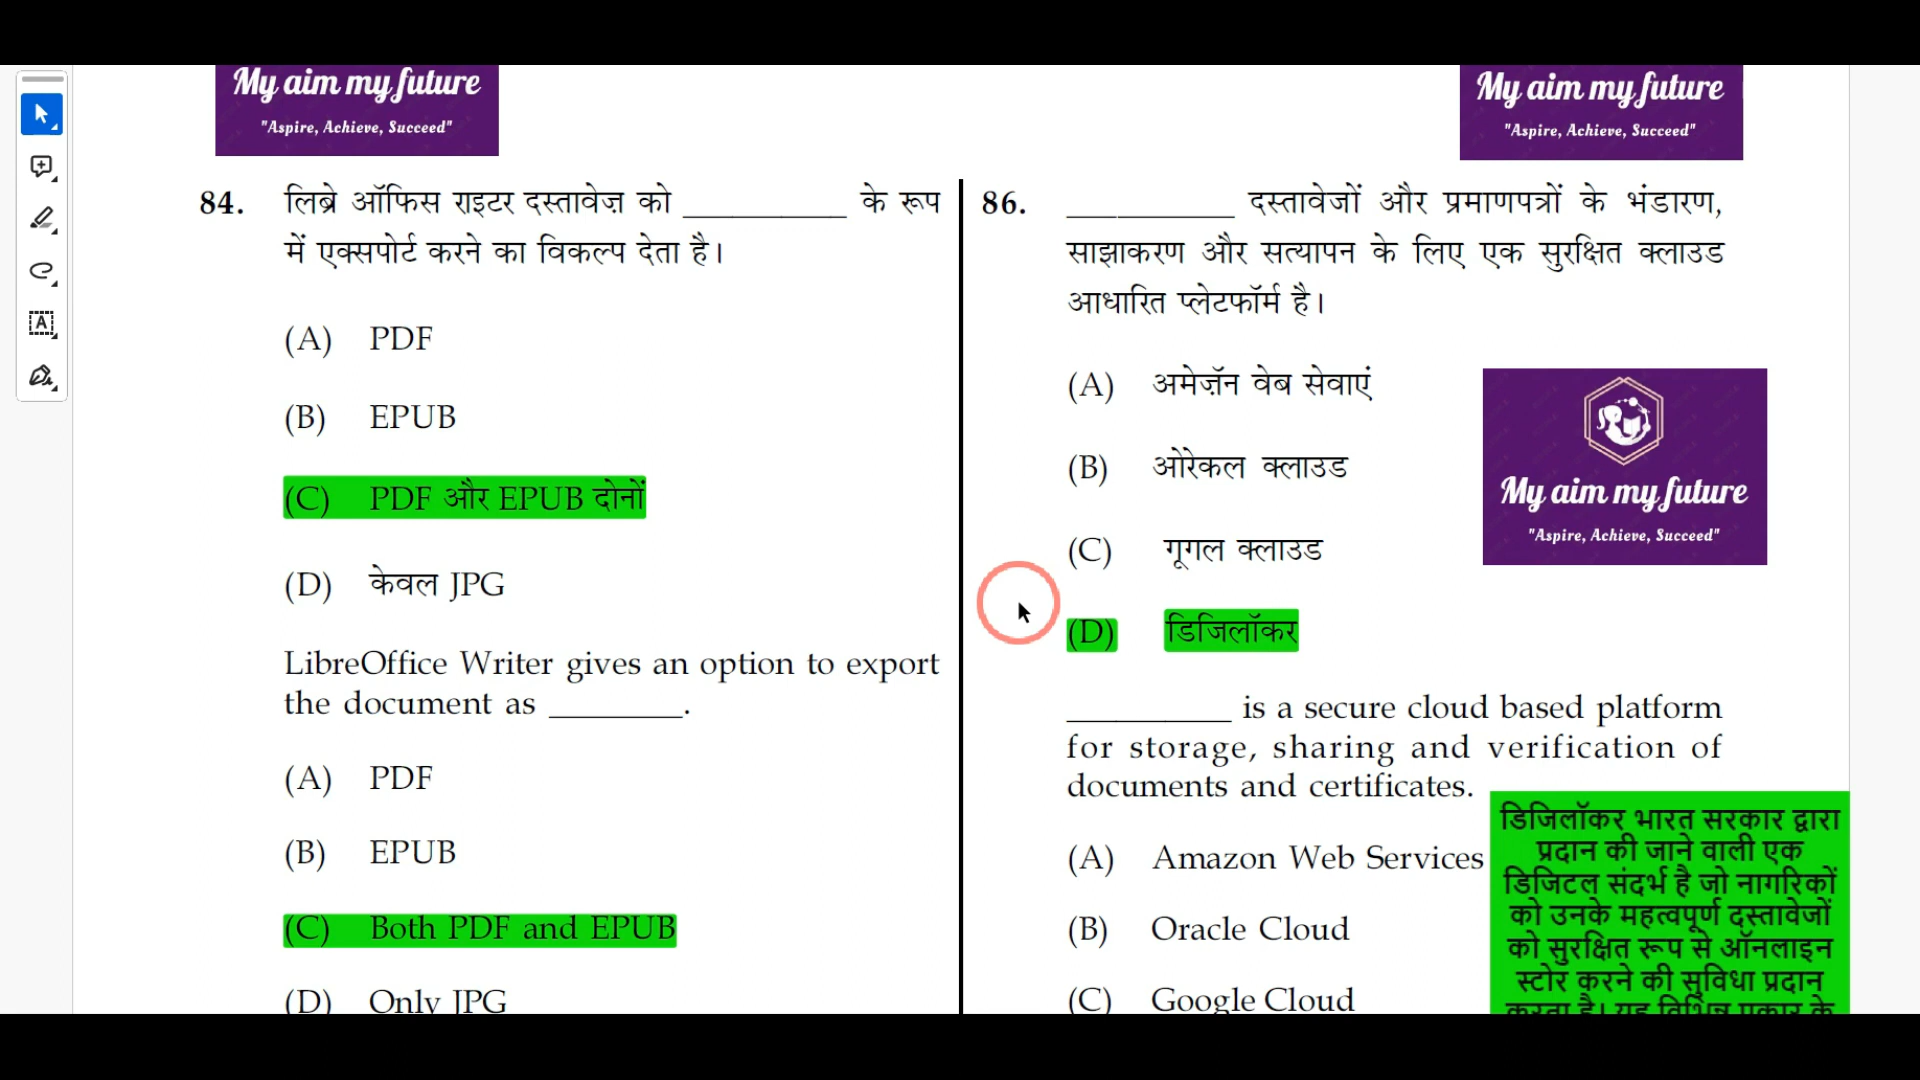 My aim my future
"Aspire, Achieve, Succeed"
My aim my future
"Aspire, Achieve, Succeed"
84. लिब्रे ऑफिस राइटर दस्तावेज़ को __________ के रूप
में एक्सपोर्ट करने का विकल्प देता है।
(A) PDF
(B) EPUB
(C) PDF और EPUB दोनों
(D) केवल JPG
LibreOffice Writer gives an option to export
the document as ________.
(A) PDF
(B) EPUB
(C) Both PDF and EPUB
(D) Only JPG
86. __________ दस्तावेजों और प्रमाणपत्रों के भंडारण,
साझाकरण और सत्यापन के लिए एक सुरक्षित क्लाउड
आधारित प्लेटफॉर्म है।
(A) अमेज़ॅन वेब सेवाएं
(B) ओरेकल क्लाउड
(C) गूगल क्लाउड
(D) डिजिलॉकर
My aim my future
"Aspire, Achieve, Succeed"
__________ is a secure cloud based platform
for storage, sharing and verification of
documents and certificates.
(A) Amazon Web Services
(B) Oracle Cloud
(C) Google Cloud
डिजिलॉकर भारत सरकार द्वारा
प्रदान की जाने वाली एक
डिजिटल संदर्भ है जो नागरिकों
को उनके महत्वपूर्ण दस्तावेजों
को सुरक्षित रूप से ऑनलाइन
स्टोर करने की सुविधा प्रदान
करता है। यह विभिन्न प्रकार के